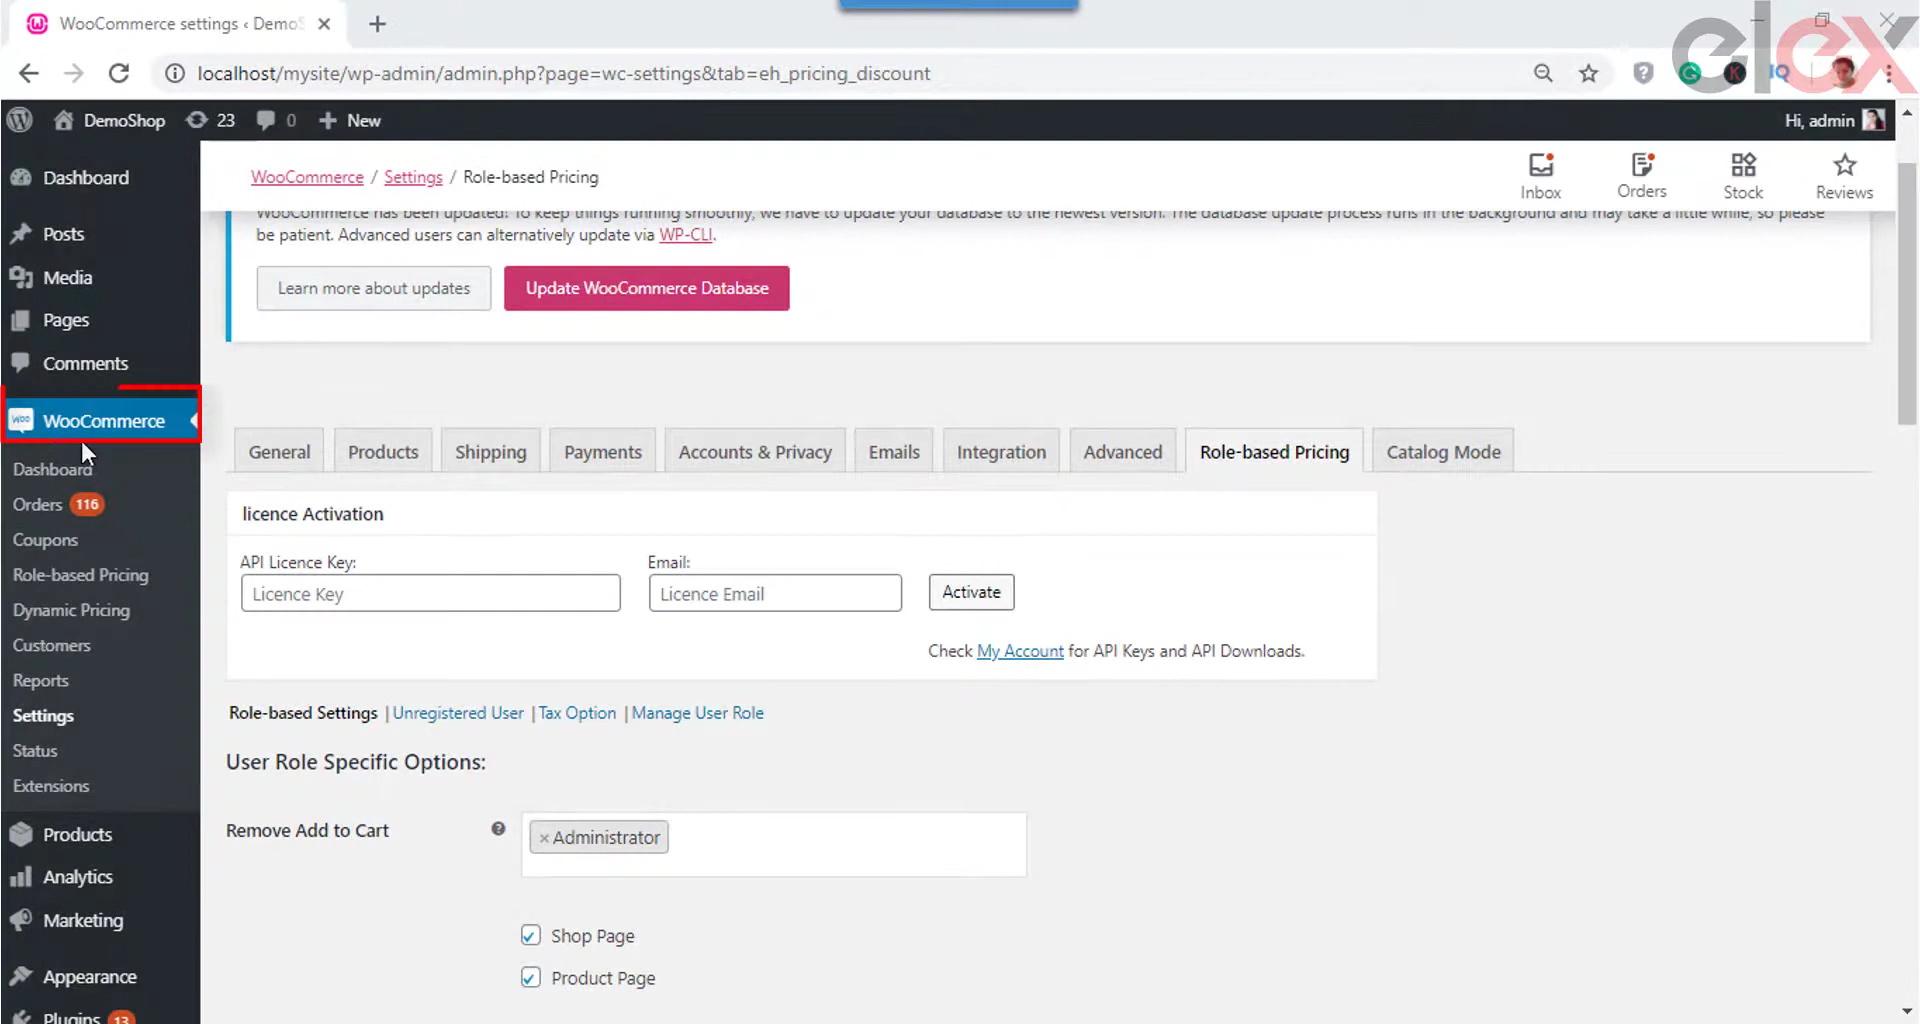 WooCommerce settings ‹ DemoS
elex
localhost/mysite/wp-admin/admin.php?page=wc-settings&tab=eh_pricing_discount
DemoShop 23 0 New
Hi, admin
Dashboard
Posts
Media
Pages
Comments
WooCommerce
Dashboard
Orders 116
Coupons
Role-based Pricing
Dynamic Pricing
Customers
Reports
Settings
Status
Extensions
Products
Analytics
Marketing
Appearance
Plugins 13
WooCommerce / Settings / Role-based Pricing
Inbox
Orders
Stock
Reviews
WooCommerce has been updated! To keep things running smoothly, we have to update your database to the newest version. The database update process runs in the background and may take a little while, so please
be patient. Advanced users can alternatively update via WP-CLI.
Learn more about updates
Update WooCommerce Database
General Products Shipping Payments Accounts & Privacy Emails Integration Advanced Role-based Pricing Catalog Mode
licence Activation
API Licence Key: Email:
Licence Key Licence Email Activate
Check My Account for API Keys and API Downloads.
Role-based Settings | Unregistered User | Tax Option | Manage User Role
User Role Specific Options:
Remove Add to Cart
× Administrator
Shop Page
Product Page